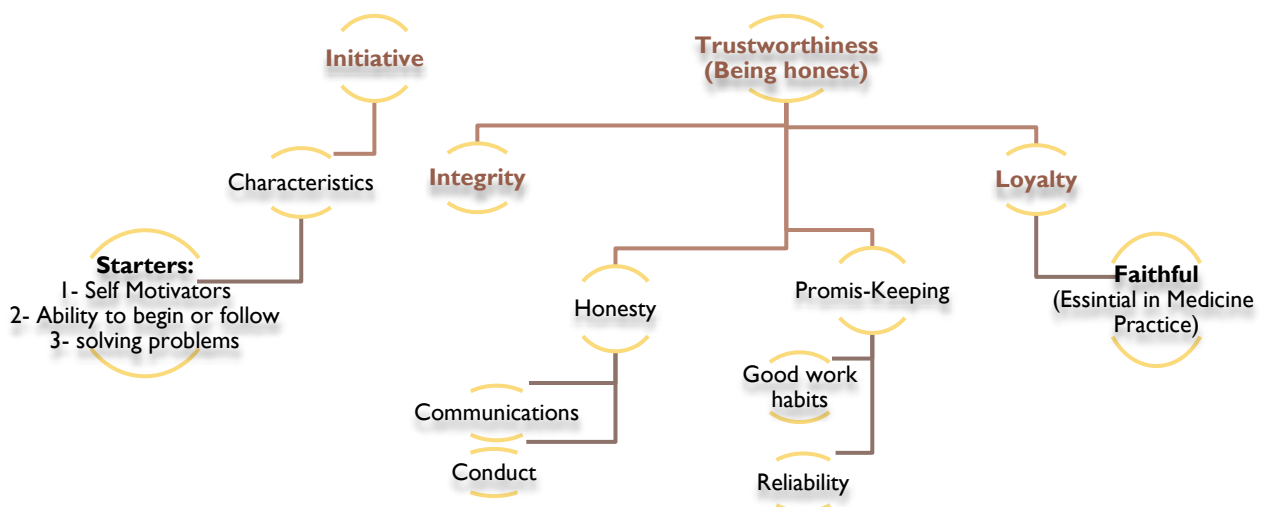 Initiative
Characteristics
Starters:
1- Self Motivators
2- Ability to begin or follow
3- solving problems
Trustworthiness
(Being honest)
Integrity
Honesty
Communications
Conduct
Promis-Keeping
Good work
habits
Reliability
Loyalty
Faithful
(Essintial in Medicine
Practice)